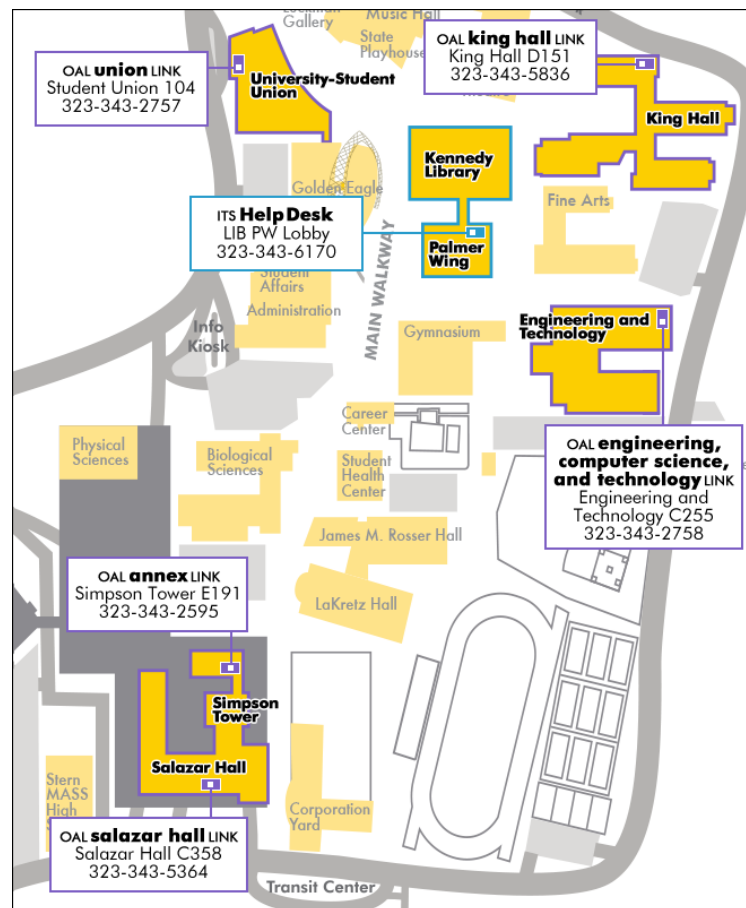 Gallery
Music Hall
State
Playhouse
OAL union LINK
Student Union 104
323-343-2757
University-Student
Union
OAL king hall LINK
King Hall D151
323-343-5836
King Hall
Kennedy
Library
Golden Eagle
Fine Arts
ITS Help Desk
LIB PW Lobby
323-343-6170
Palmer
Wing
MAIN WALKWAY
Student
Affairs
Administration
Info
Kiosk
Gymnasium
Engineering and
Technology
Career
Center
Physical
Sciences
Biological
Sciences
Student
Health
Center
OAL engineering,
computer science,
and technology LINK
Engineering and
Technology C255
323-343-2758
James M. Rosser Hall
OAL annex LINK
Simpson Tower E191
323-343-2595
LaKretz Hall
Simpson
Tower
Salazar Hall
Stern
MASS
High
Corporation
Yard
OAL salazar hall LINK
Salazar Hall C358
323-343-5364
Transit Center